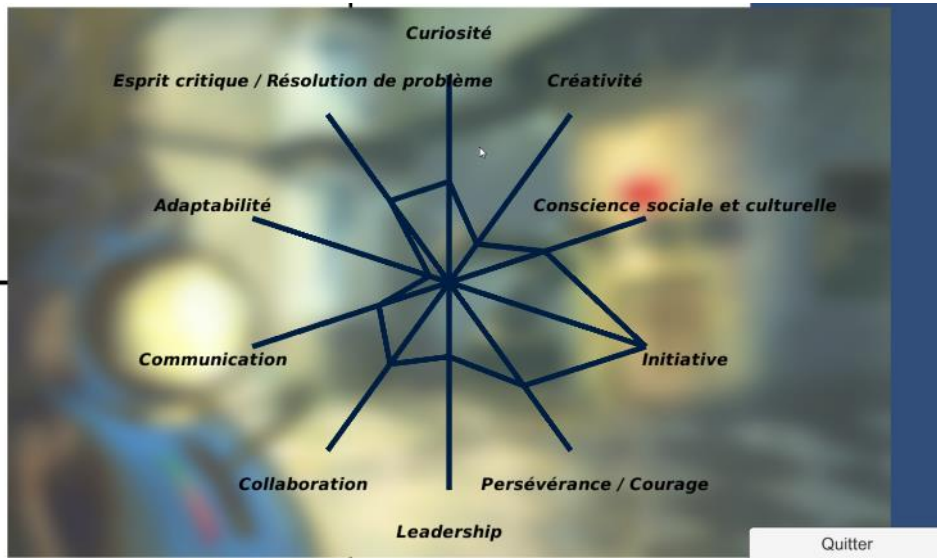 Curiosité
Esprit critique / Résolution de problème
Créativité
Adaptabilité
Conscience sociale et culturelle
Communication
Initiative
Collaboration
Persévérance / Courage
Leadership
Quitter